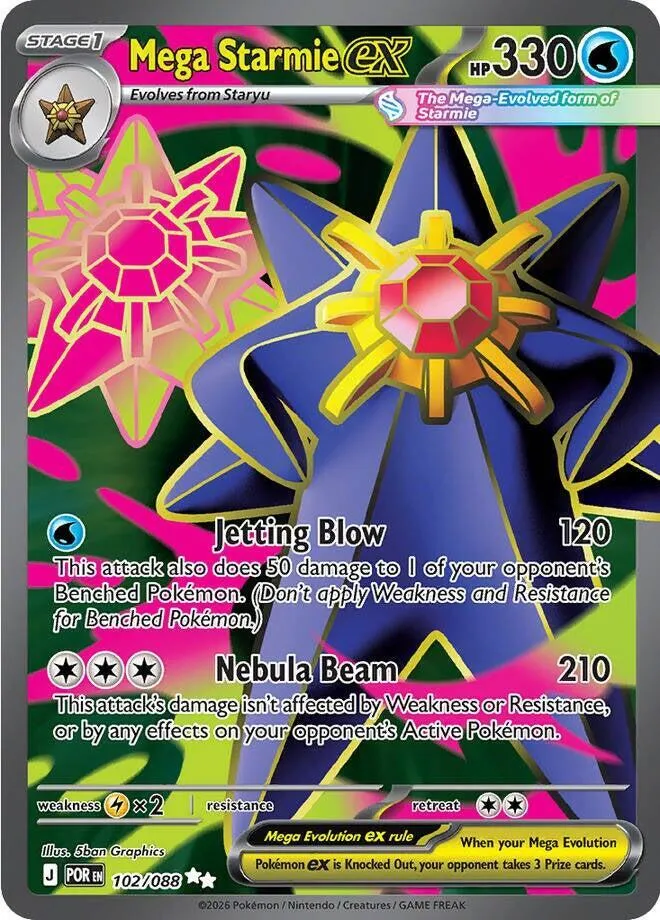 STAGE 1
Mega Starmie ex
HP 330
Evolves from Staryu
The Mega-Evolved form of
Starmie
Jetting Blow 120
This attack also does 50 damage to 1 of your opponent's
Benched Pokémon. (Don't apply Weakness and Resistance
for Benched Pokémon.)
Nebula Beam 210
This attack's damage isn't affected by Weakness or Resistance,
or by any effects on your opponent's Active Pokémon.
weakness ×2 resistance retreat
Illus. 5ban Graphics
Mega Evolution ex rule When your Mega Evolution
Pokémon ex is Knocked Out, your opponent takes 3 Prize cards.
J POR EN 102/088
©2026 Pokémon / Nintendo / Creatures / GAME FREAK